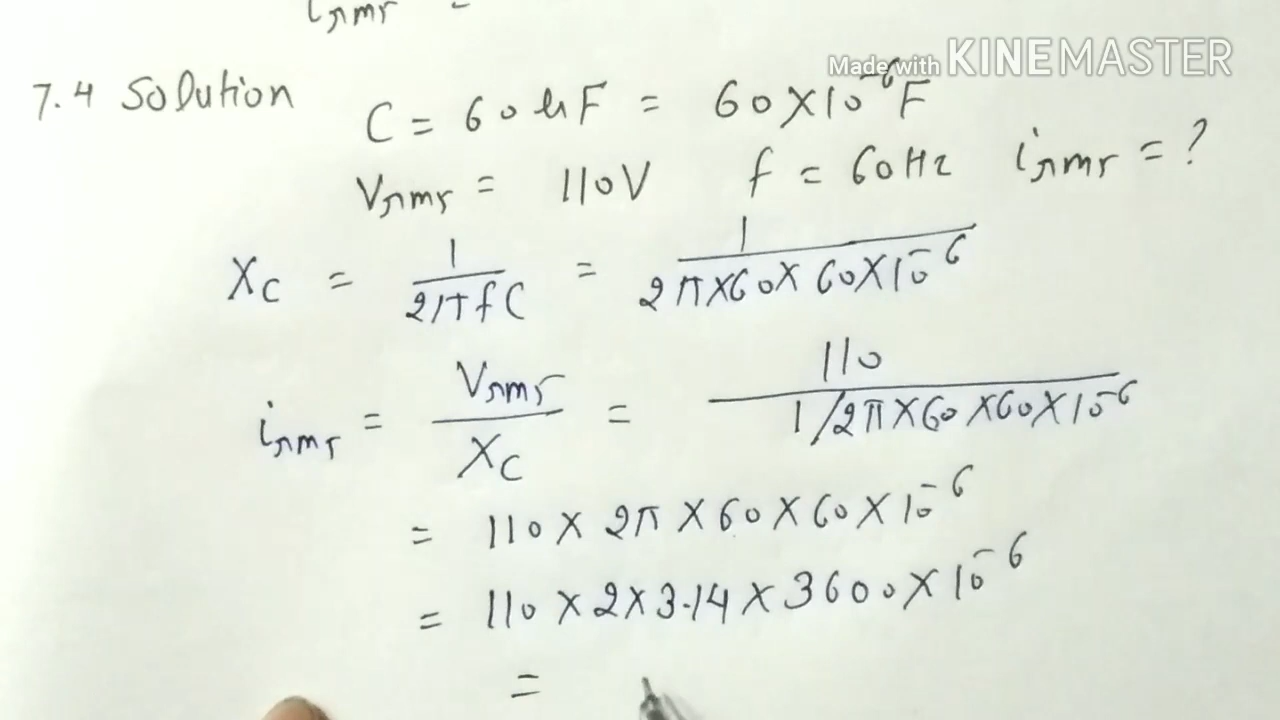 irms =
Made with KINEMASTER
7.4 Solution
C = 60 μF = 60×10⁻⁶F
Vrms = 110V f = 60Hz irms = ?
Xc = 1/2πfC = 1/2π×60×60×10⁻⁶
irms = Vrms/Xc = 110/1/2π×60×60×10⁻⁶
= 110 × 2π × 60 × 60 × 10⁻⁶
= 110 × 2 × 3.14 × 3600 × 10⁻⁶
=